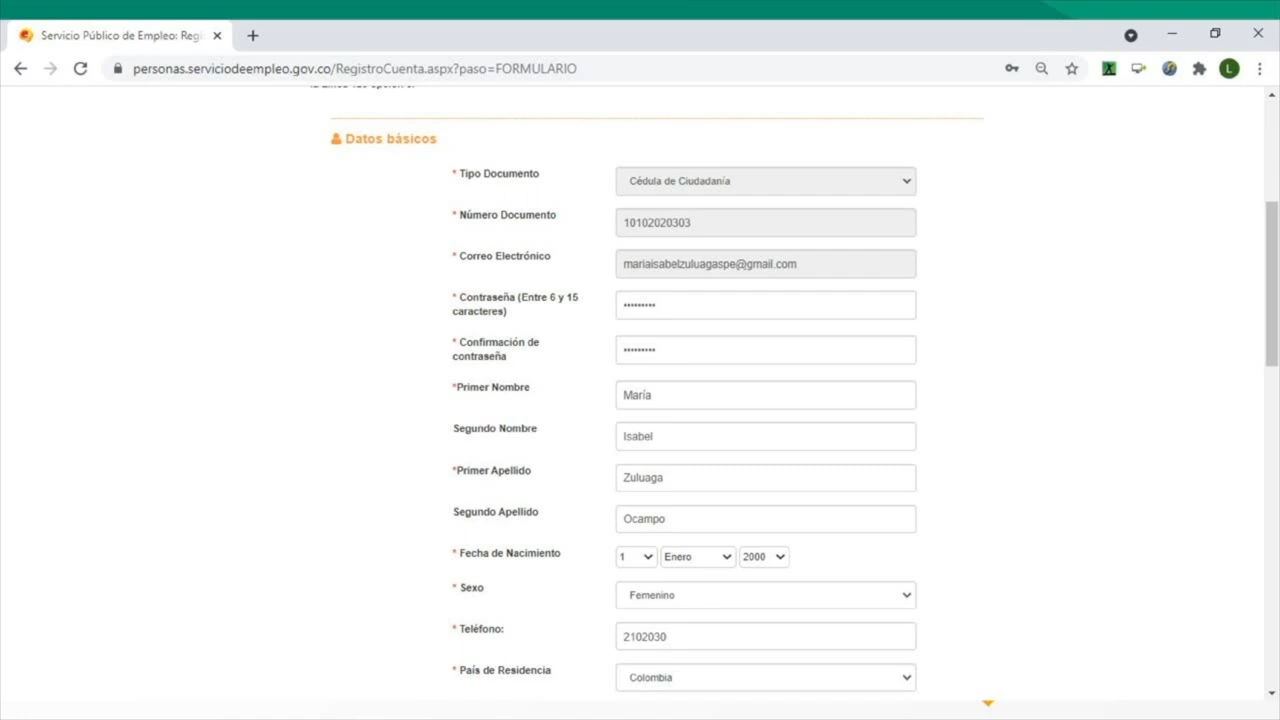 Servicio Público de Empleo: Regi
personas.serviciodeempleo.gov.co/RegistroCuenta.aspx?paso=FORMULARIO
L
Datos básicos
* Tipo Documento
Cédula de Ciudadanía
* Número Documento
10102020303
* Correo Electrónico
mariaisabelzuluagaspe@gmail.com
* Contraseña (Entre 6 y 15
caracteres)
•••••••••
* Confirmación de
contraseña
•••••••••
*Primer Nombre
María
Segundo Nombre
Isabel
*Primer Apellido
Zuluaga
Segundo Apellido
Ocampo
* Fecha de Nacimiento
1 Enero 2000
* Sexo
Femenino
* Teléfono:
2102030
* País de Residencia
Colombia